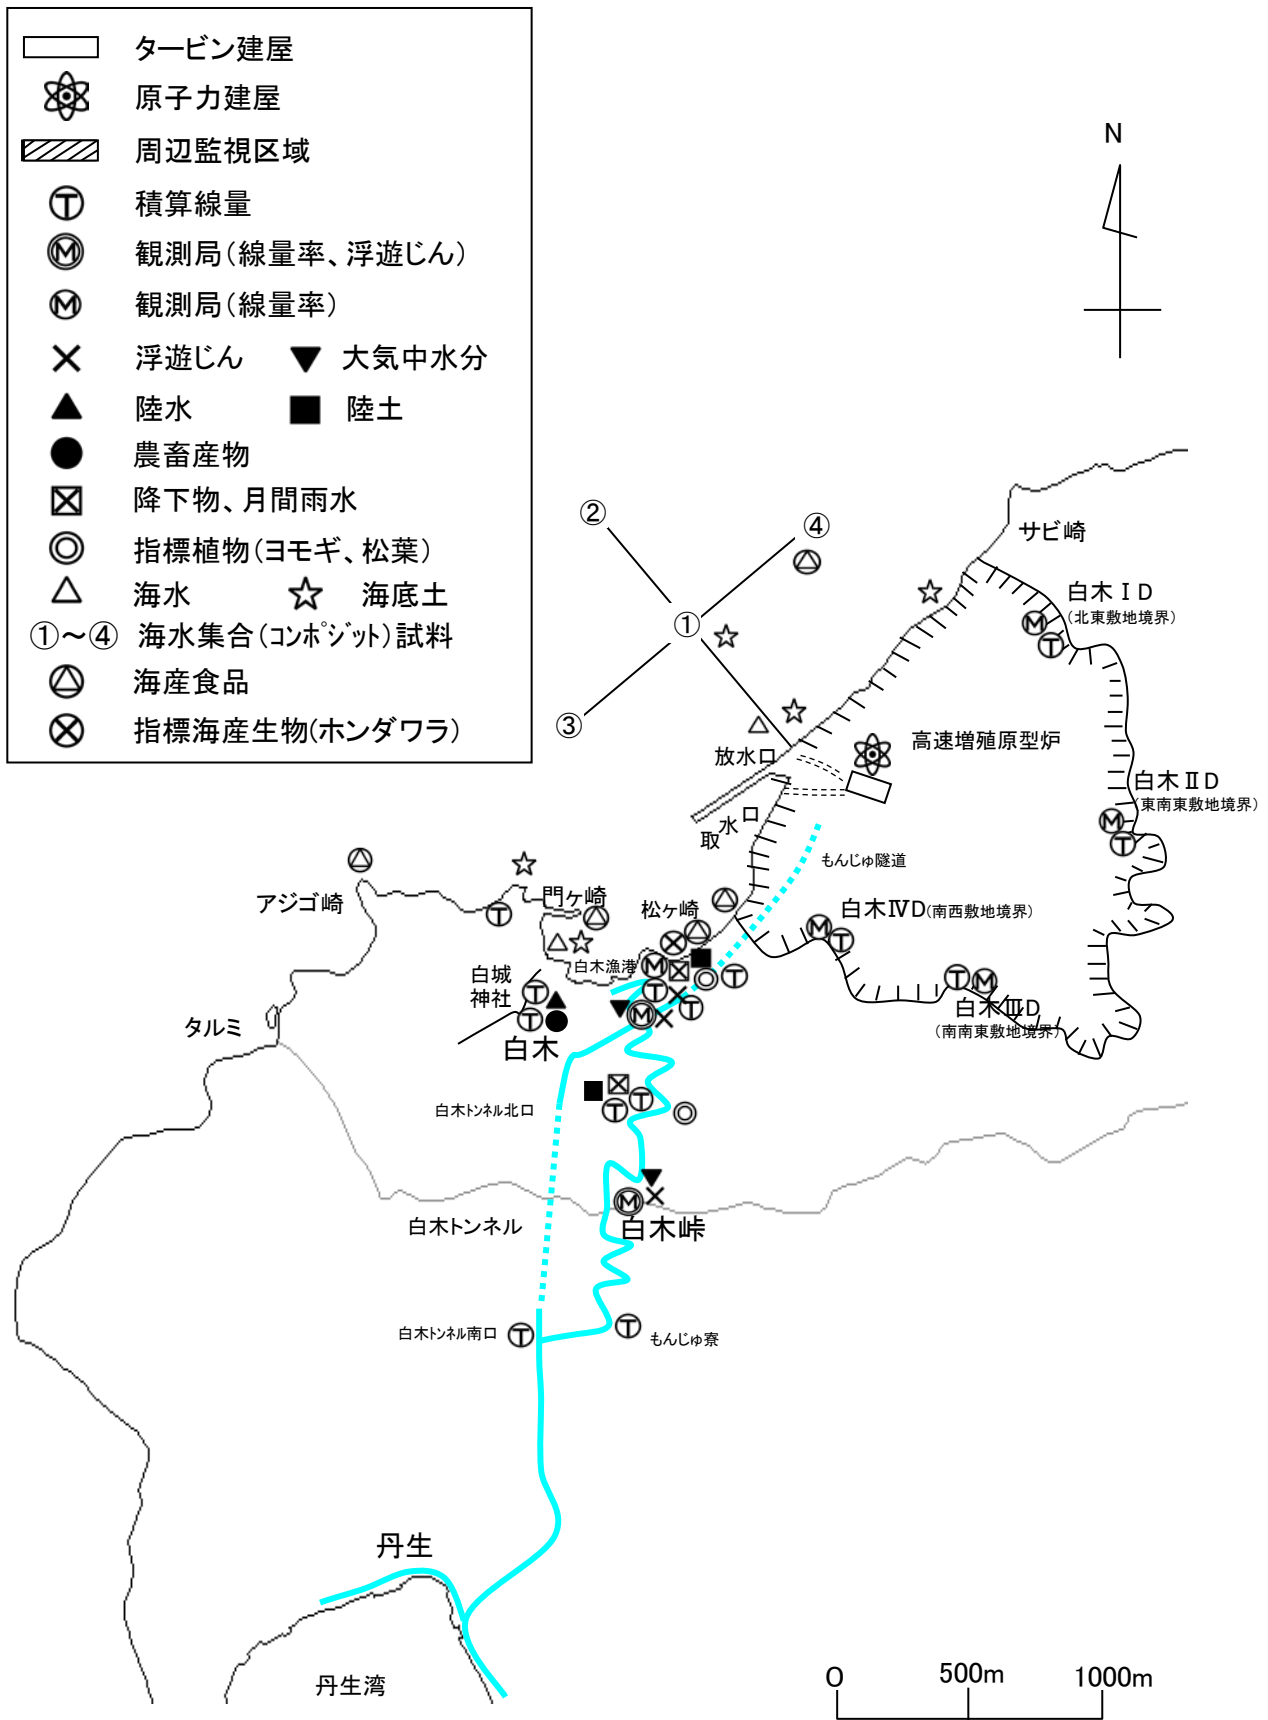 タービン建屋
原子力建屋
周辺監視区域
Ⓣ 積算線量
Ⓜ 観測局(線量率、浮遊じん)
Ⓜ 観測局(線量率)
浮遊じん 大気中水分
陸水 陸土
農畜産物
降下物、月間雨水
指標植物(ヨモギ、松葉)
海水 海底土
①～④ 海水集合(コンポジット)試料
海産食品
指標海産生物(ホンダワラ)
N
②
④
サビ崎
①
白木ⅠD
(北東敷地境界)
③
放水口
高速増殖原型炉
白木ⅡD
(東南東敷地境界)
取水口
もんじゅ隧道
アジゴ崎
門ヶ崎
松ヶ崎
白木ⅣD(南西敷地境界)
白木漁港
白城
神社
タルミ
白木
白木ⅢD
(南南東敷地境界)
白木トンネル北口
白木トンネル
白木峠
白木トンネル南口
もんじゅ寮
丹生
丹生湾
0 500m 1000m